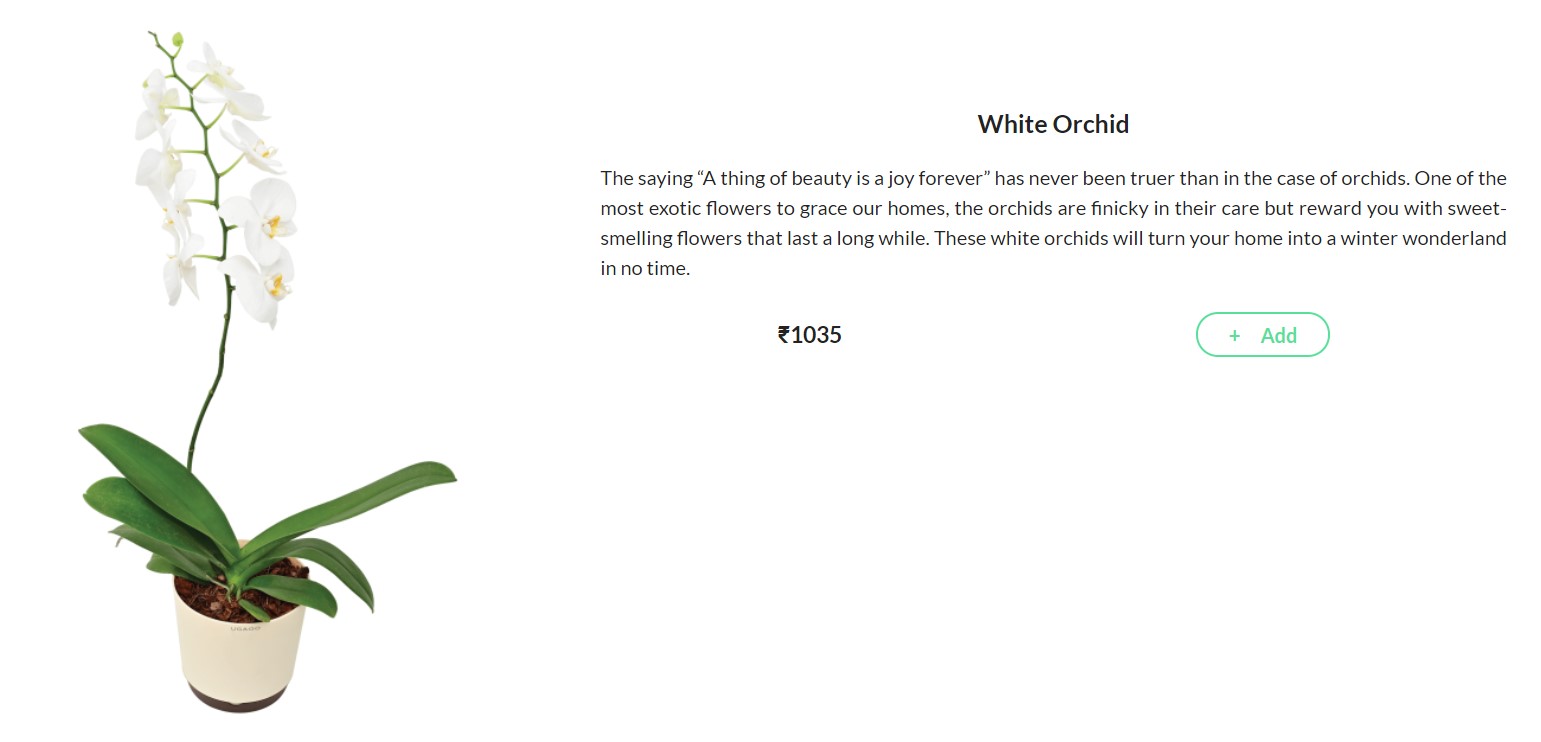 White Orchid
The saying “A thing of beauty is a joy forever” has never been truer than in the case of orchids. One of the
most exotic flowers to grace our homes, the orchids are finicky in their care but reward you with sweet-
smelling flowers that last a long while. These white orchids will turn your home into a winter wonderland
in no time.
₹1035
+ Add
UGAOO